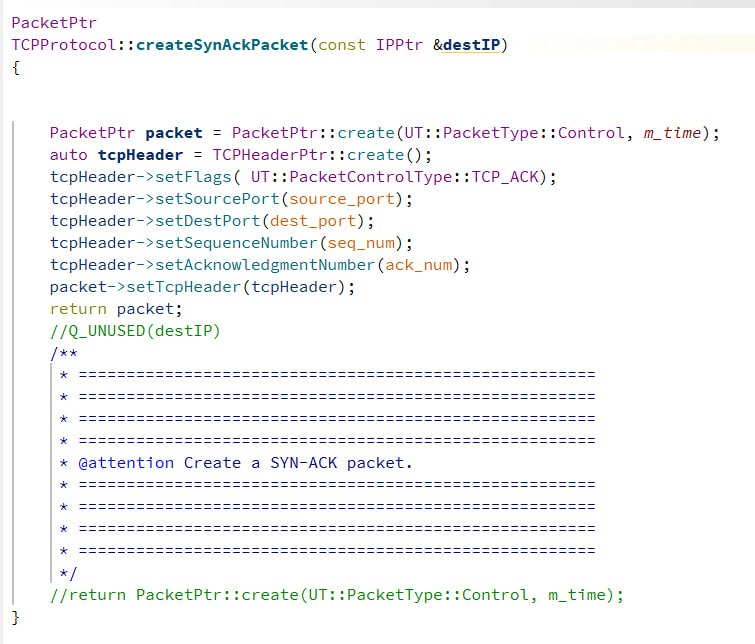 PacketPtr
TCPProtocol::createSynAckPacket(const IPPtr &destIP)
{
PacketPtr packet = PacketPtr::create(UT::PacketType::Control, m_time);
auto tcpHeader = TCPHeaderPtr::create();
tcpHeader->setFlags( UT::PacketControlType::TCP_ACK);
tcpHeader->setSourcePort(source_port);
tcpHeader->setDestPort(dest_port);
tcpHeader->setSequenceNumber(seq_num);
tcpHeader->setAcknowledgmentNumber(ack_num);
packet->setTcpHeader(tcpHeader);
return packet;
//Q_UNUSED(destIP)
/**
* ======================================================
* ======================================================
* ======================================================
* ======================================================
* @attention Create a SYN-ACK packet.
* ======================================================
* ======================================================
* ======================================================
* ======================================================
*/
//return PacketPtr::create(UT::PacketType::Control, m_time);
}